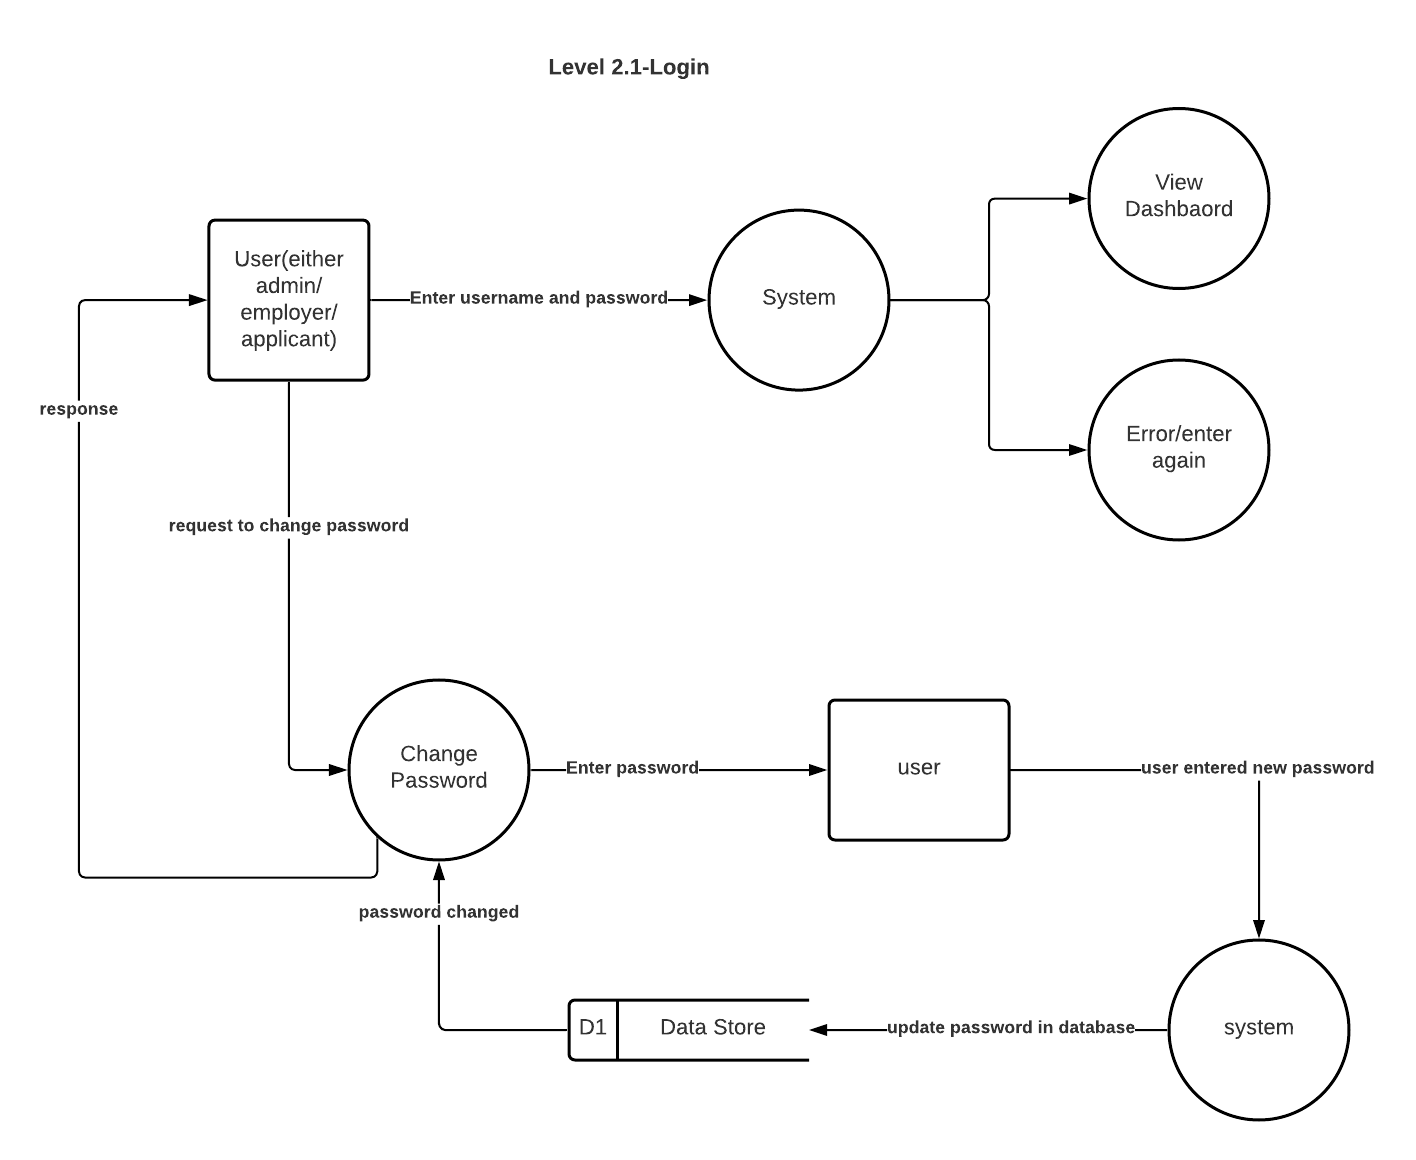 Level 2.1-Login
View
Dashbaord
User(either
admin/
employer/
applicant)
Enter username and password
System
response
Error/enter
again
request to change password
Change
Password
Enter password
user
user entered new password
password changed
D1
Data Store
update password in database
system